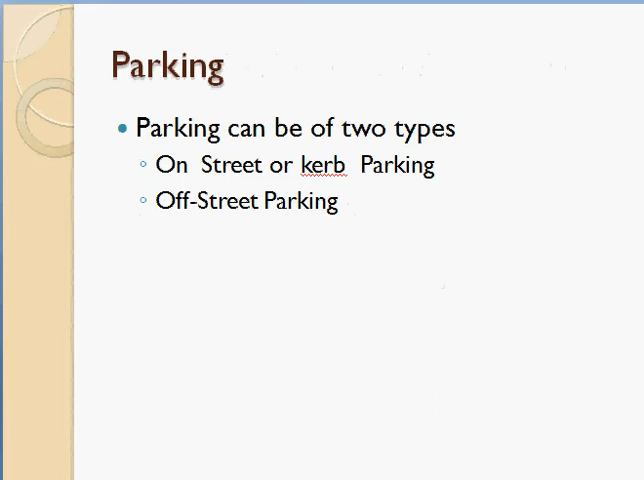 Parking
• Parking can be of two types
◦ On Street or kerb Parking
◦ Off-Street Parking